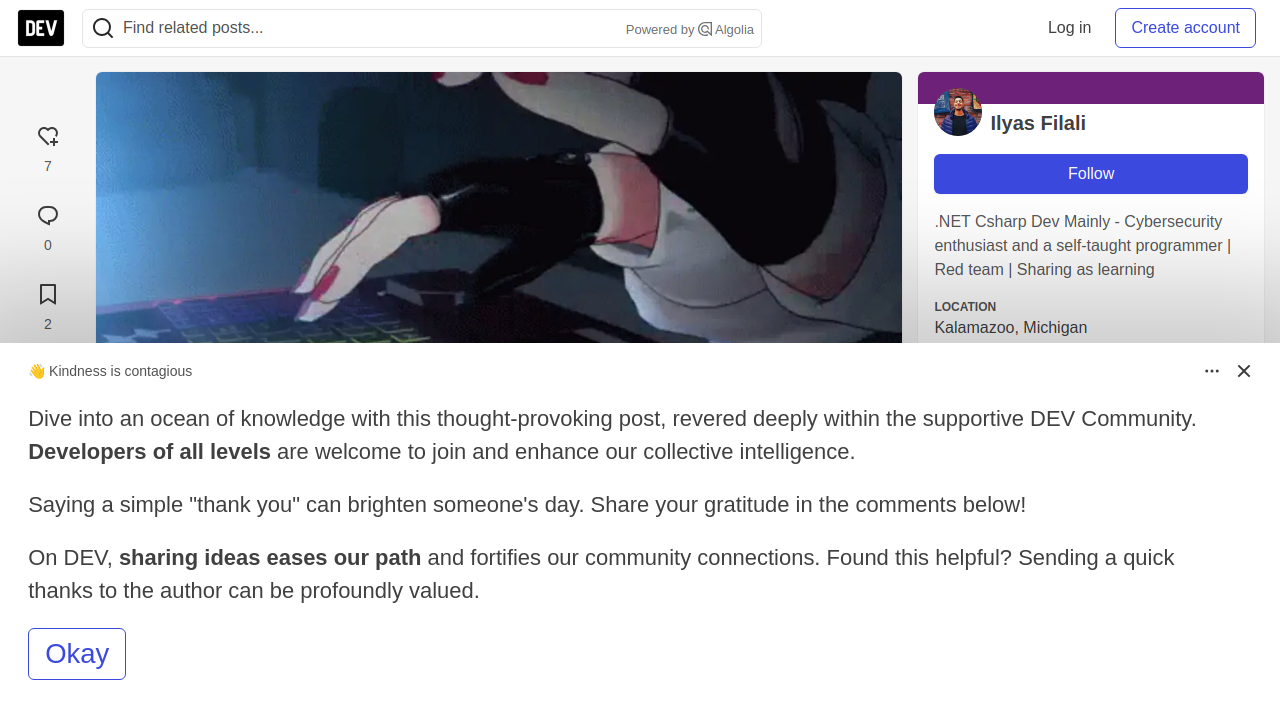 DEV
Find related posts...
Powered by Algolia
Log in
Create account
7
0
2
Ilyas Filali
Follow
.NET Csharp Dev Mainly - Cybersecurity
enthusiast and a self-taught programmer |
Red team | Sharing as learning
LOCATION
Kalamazoo, Michigan
👋 Kindness is contagious
Dive into an ocean of knowledge with this thought-provoking post, revered deeply within the supportive DEV Community.
Developers of all levels are welcome to join and enhance our collective intelligence.
Saying a simple "thank you" can brighten someone's day. Share your gratitude in the comments below!
On DEV, sharing ideas eases our path and fortifies our community connections. Found this helpful? Sending a quick
thanks to the author can be profoundly valued.
Okay